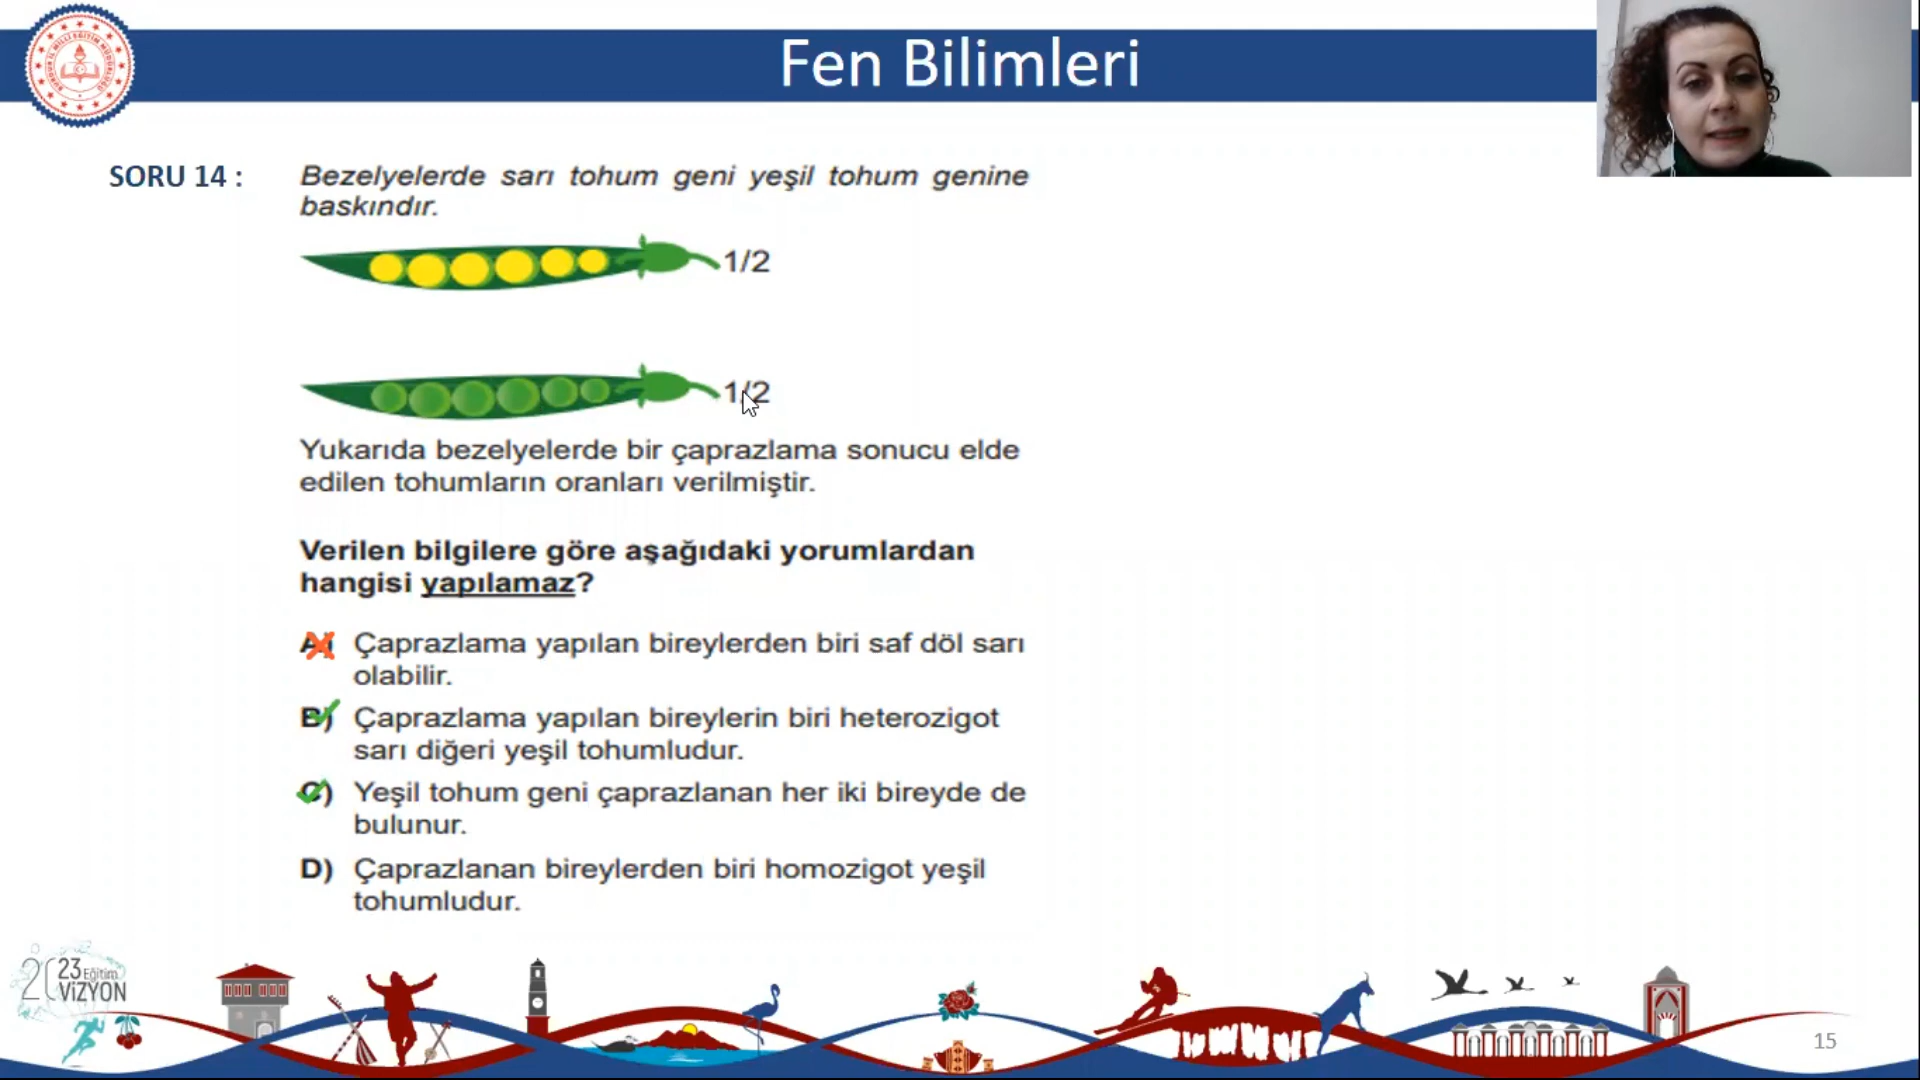 Fen Bilimleri
SORU 14 :
Bezelyelerde sarı tohum geni yeşil tohum genine
baskındır.
1/2
1/2
Yukarıda bezelyelerde bir çaprazlama sonucu elde
edilen tohumların oranları verilmiştir.
Verilen bilgilere göre aşağıdaki yorumlardan
hangisi yapılamaz?
A) Çaprazlama yapılan bireylerden biri saf döl sarı
olabilir.
B) Çaprazlama yapılan bireylerin biri heterozigot
sarı diğeri yeşil tohumludur.
C) Yeşil tohum geni çaprazlanan her iki bireyde de
bulunur.
D) Çaprazlanan bireylerden biri homozigot yeşil
tohumludur.
2023 Eğitim
VİZYON
15